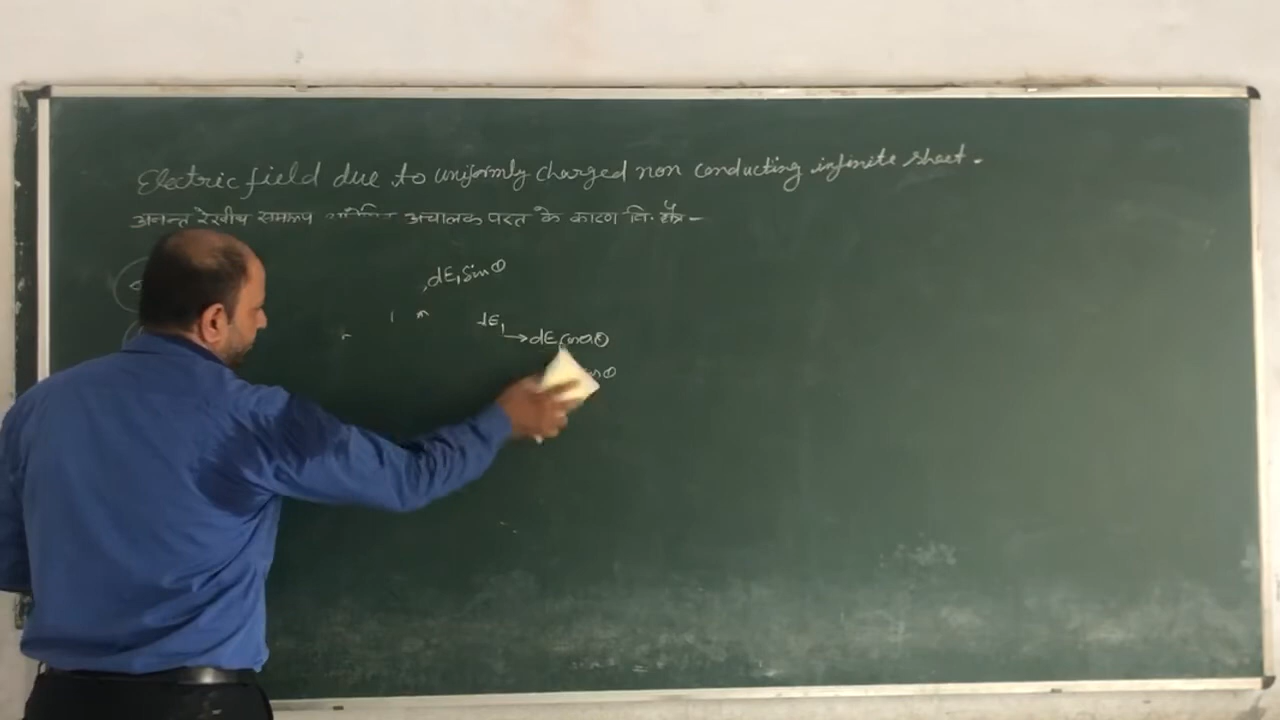 Electric field due to uniformly charged non conducting infinite sheet.
अनन्त रेखीय समरूप अचालक परत के कारण वि. क्षेत्र-
dE₁ sinθ
dE₁
→ dE₁ cosθ